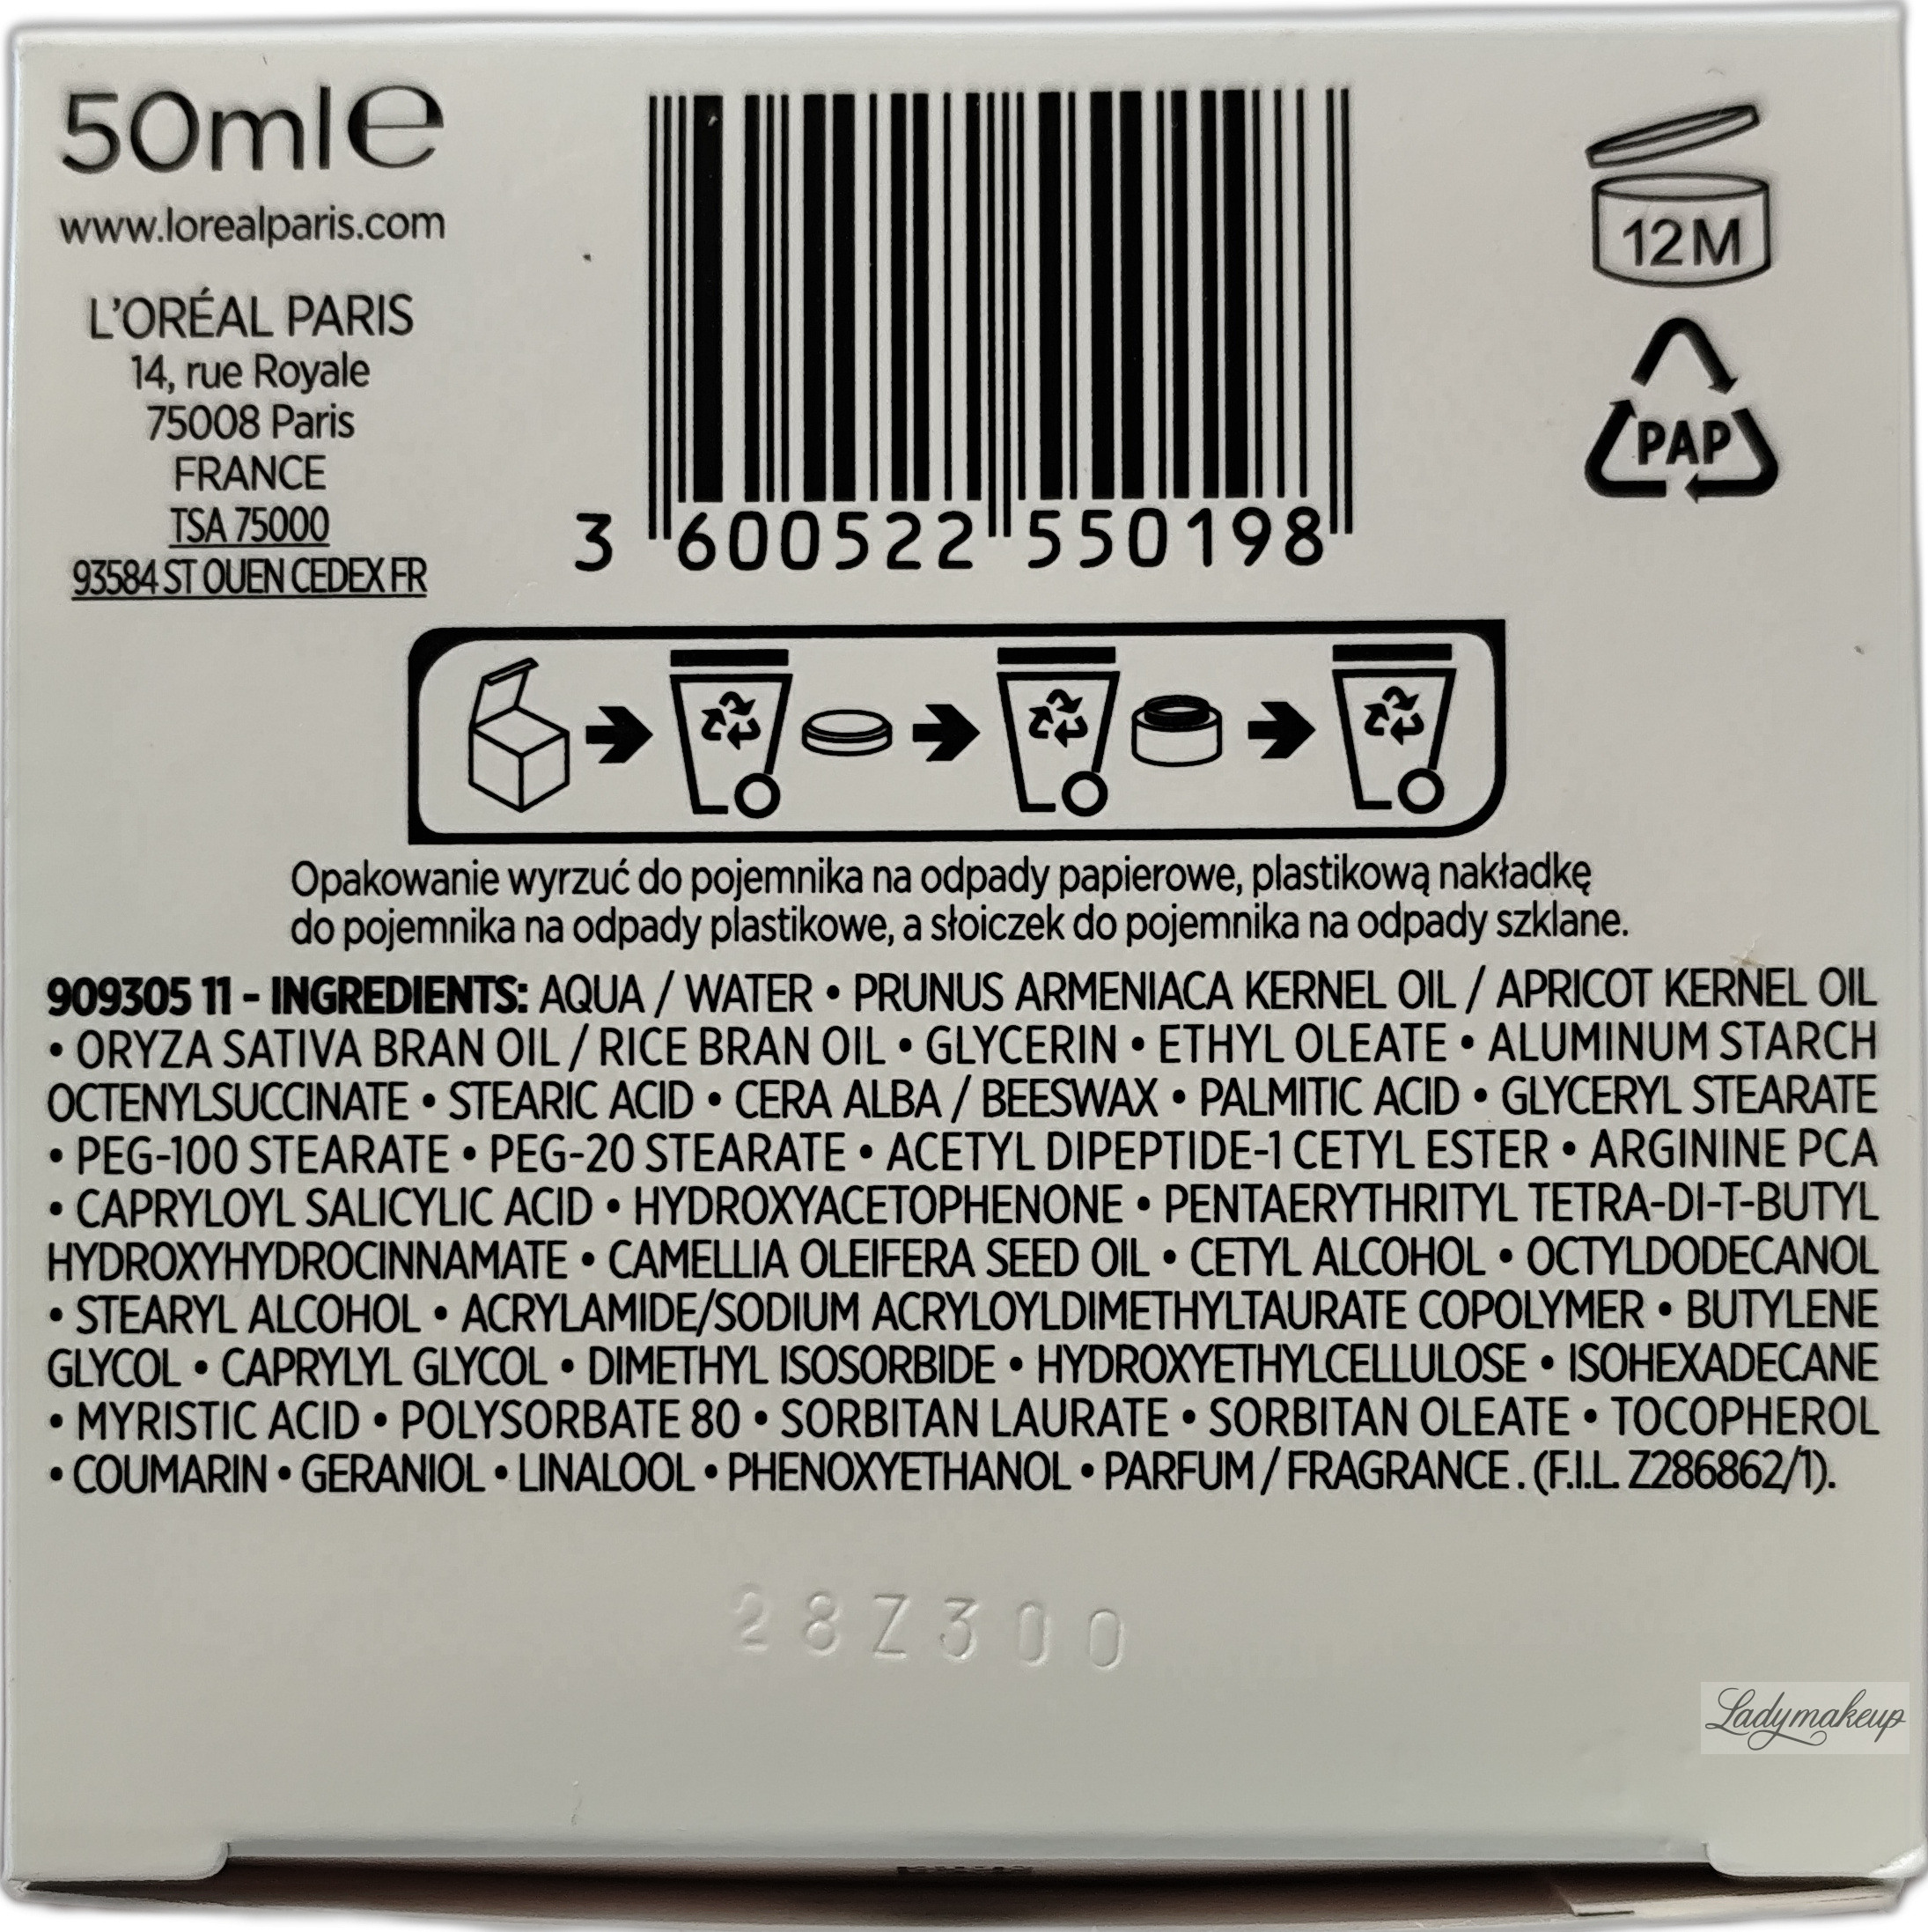 50ml e
www.lorealparis.com
L'ORÉAL PARIS
14, rue Royale
75008 Paris
FRANCE
TSA 75000
93584 ST OUEN CEDEX FR
3 600522 550198
12M
PAP
Opakowanie wyrzuć do pojemnika na odpady papierowe, plastikową nakładkę
do pojemnika na odpady plastikowe, a słoiczek do pojemnika na odpady szklane.
909305 11 - INGREDIENTS: AQUA / WATER • PRUNUS ARMENIACA KERNEL OIL / APRICOT KERNEL OIL
• ORYZA SATIVA BRAN OIL / RICE BRAN OIL • GLYCERIN • ETHYL OLEATE • ALUMINUM STARCH
OCTENYLSUCCINATE • STEARIC ACID • CERA ALBA / BEESWAX • PALMITIC ACID • GLYCERYL STEARATE
• PEG-100 STEARATE • PEG-20 STEARATE • ACETYL DIPEPTIDE-1 CETYL ESTER • ARGININE PCA
• CAPRYLOYL SALICYLIC ACID • HYDROXYACETOPHENONE • PENTAERYTHRITYL TETRA-DI-T-BUTYL
HYDROXYHYDROCINNAMATE • CAMELLIA OLEIFERA SEED OIL • CETYL ALCOHOL • OCTYLDODECANOL
• STEARYL ALCOHOL • ACRYLAMIDE/SODIUM ACRYLOYLDIMETHYLTAURATE COPOLYMER • BUTYLENE
GLYCOL • CAPRYLYL GLYCOL • DIMETHYL ISOSORBIDE • HYDROXYETHYLCELLULOSE • ISOHEXADECANE
• MYRISTIC ACID • POLYSORBATE 80 • SORBITAN LAURATE • SORBITAN OLEATE • TOCOPHEROL
• COUMARIN • GERANIOL • LINALOOL • PHENOXYETHANOL • PARFUM / FRAGRANCE. (F.I.L. Z286862/1).
28Z300
Ladymakeup